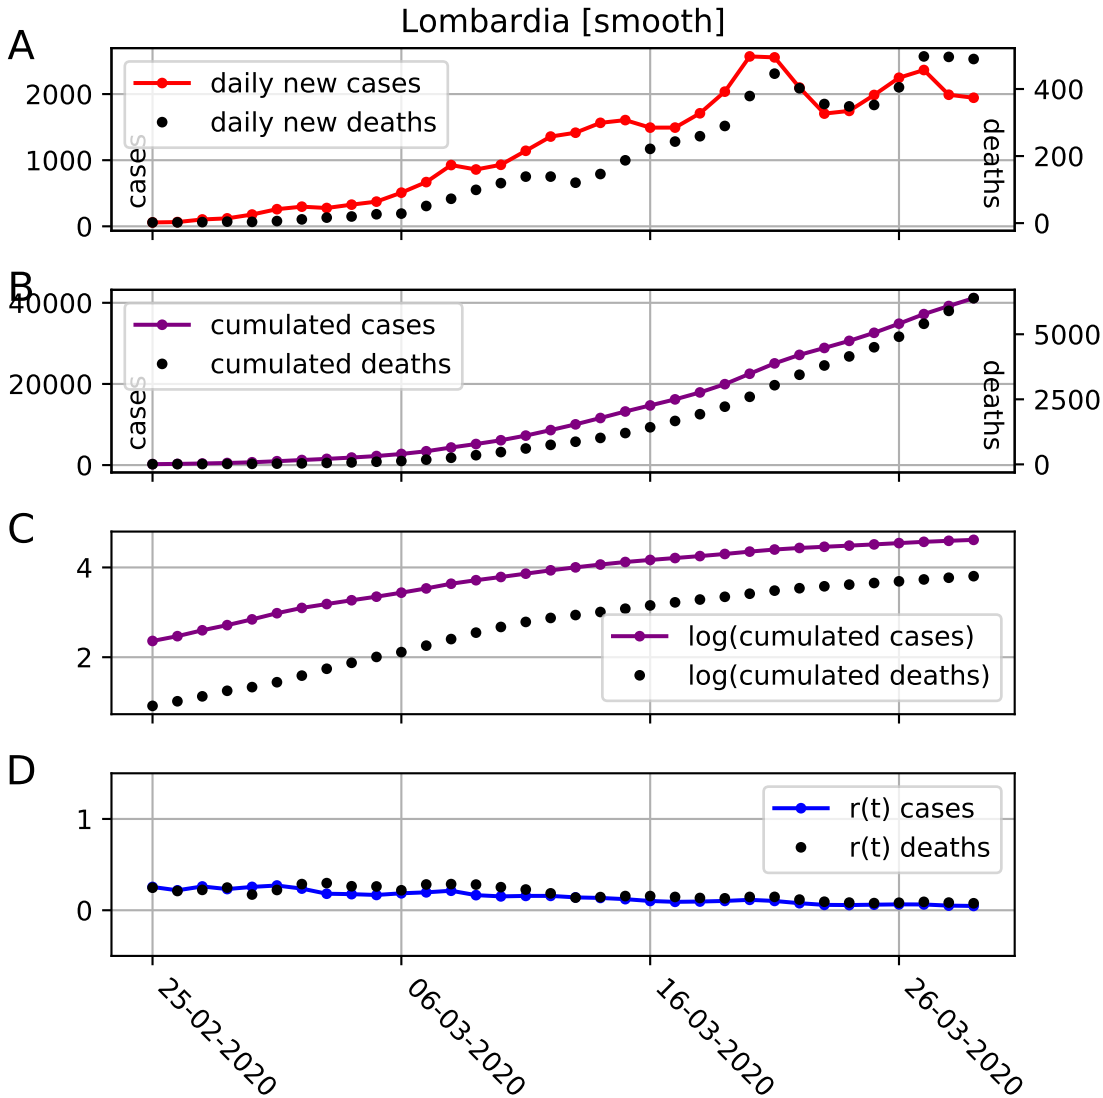 Lombardia [smooth]
A
daily new cases
daily new deaths
2000
1000
0
cases
400
200
0
deaths
B
cumulated cases
cumulated deaths
40000
20000
0
cases
5000
2500
0
deaths
C
4
2
log(cumulated cases)
log(cumulated deaths)
D
1
0
r(t) cases
r(t) deaths
25-02-2020
06-03-2020
16-03-2020
26-03-2020